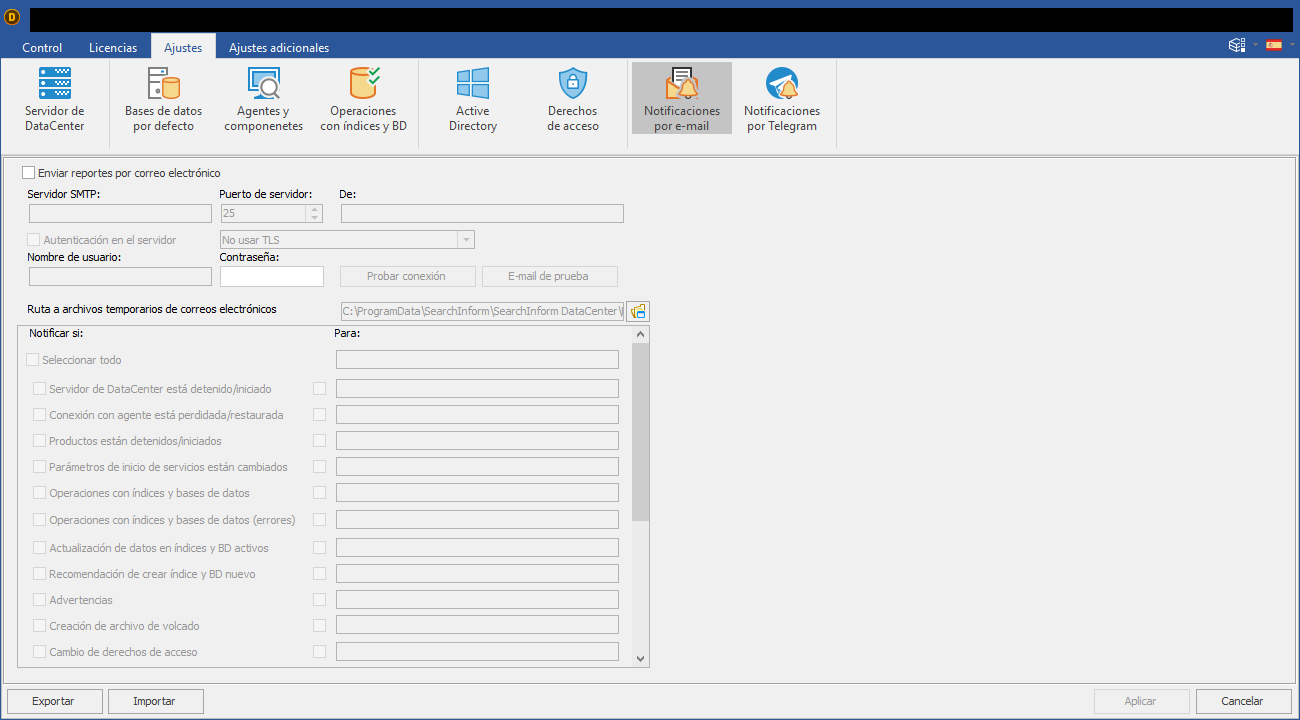 D
Control Licencias Ajustes Ajustes adicionales
Servidor de
DataCenter
Bases de datos
por defecto
Agentes y
componenetes
Operaciones
con índices y BD
Active
Directory
Derechos
de acceso
Notificaciones
por e-mail
Notificaciones
por Telegram
Enviar reportes por correo electrónico
Servidor SMTP: Puerto de servidor: De:
25
Autenticación en el servidor No usar TLS
Nombre de usuario: Contraseña:
Probar conexión E-mail de prueba
Ruta a archivos temporarios de correos electrónicos C:\ProgramData\SearchInform\SearchInform DataCenter\
Notificar si: Para:
Seleccionar todo
Servidor de DataCenter está detenido/iniciado
Conexión con agente está perdidada/restaurada
Productos están detenidos/iniciados
Parámetros de inicio de servicios están cambiados
Operaciones con índices y bases de datos
Operaciones con índices y bases de datos (errores)
Actualización de datos en índices y BD activos
Recomendación de crear índice y BD nuevo
Advertencias
Creación de archivo de volcado
Cambio de derechos de acceso
Exportar Importar Aplicar Cancelar